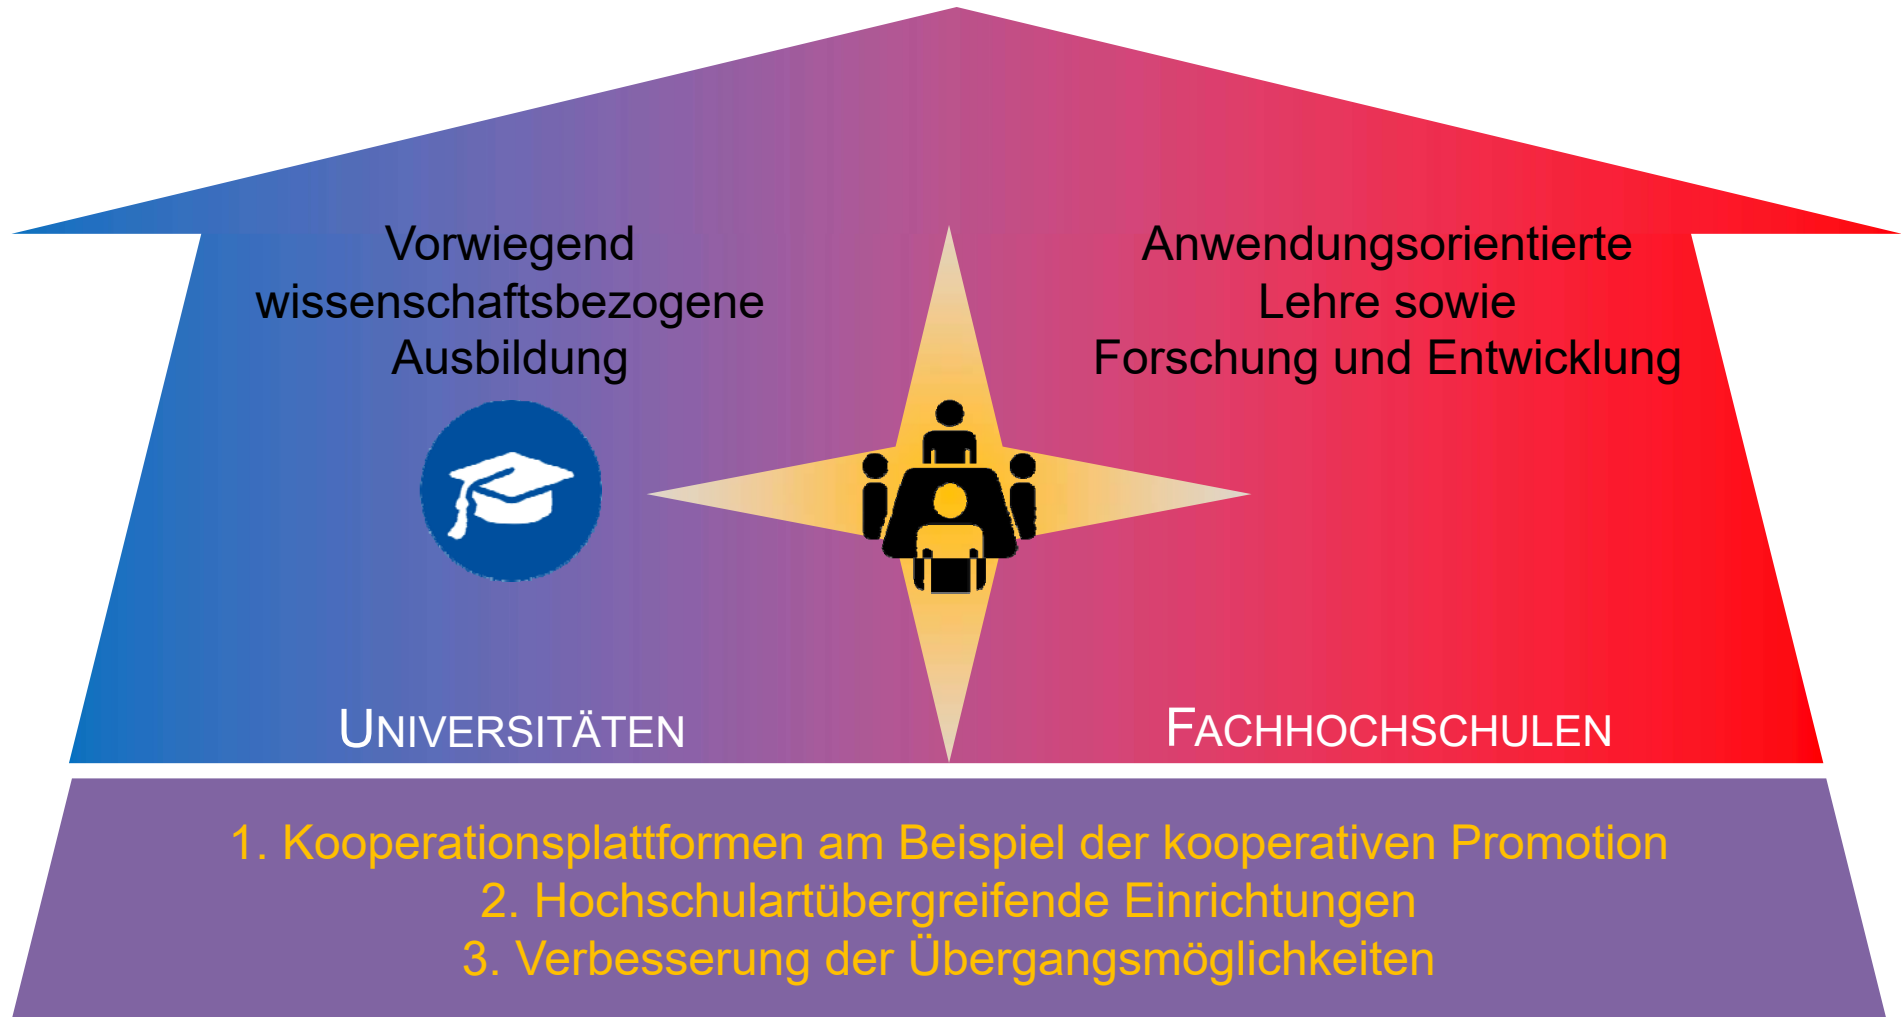 Vorwiegend
wissenschaftsbezogene
Ausbildung
Anwendungsorientierte
Lehre sowie
Forschung und Entwicklung
UNIVERSITÄTEN
FACHHOCHSCHULEN
1. Kooperationsplattformen am Beispiel der kooperativen Promotion
2. Hochschulartübergreifende Einrichtungen
3. Verbesserung der Übergangsmöglichkeiten